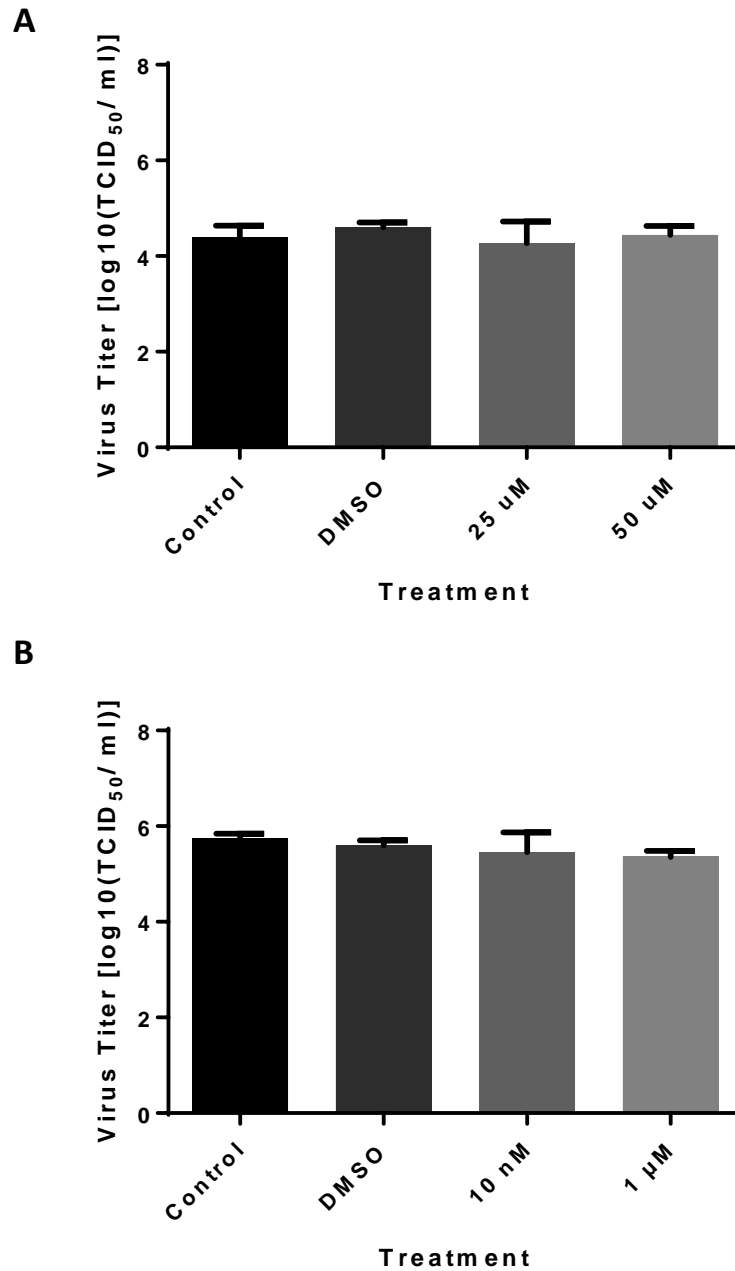 A
Virus Titer [log10(TCID50/ ml)]
8
6
4
2
0
Control
DMSO
25 uM
50 uM
Treatment
B
Virus Titer [log10(TCID50/ ml)]
8
6
4
2
0
Control
DMSO
10 nM
1 µM
Treatment